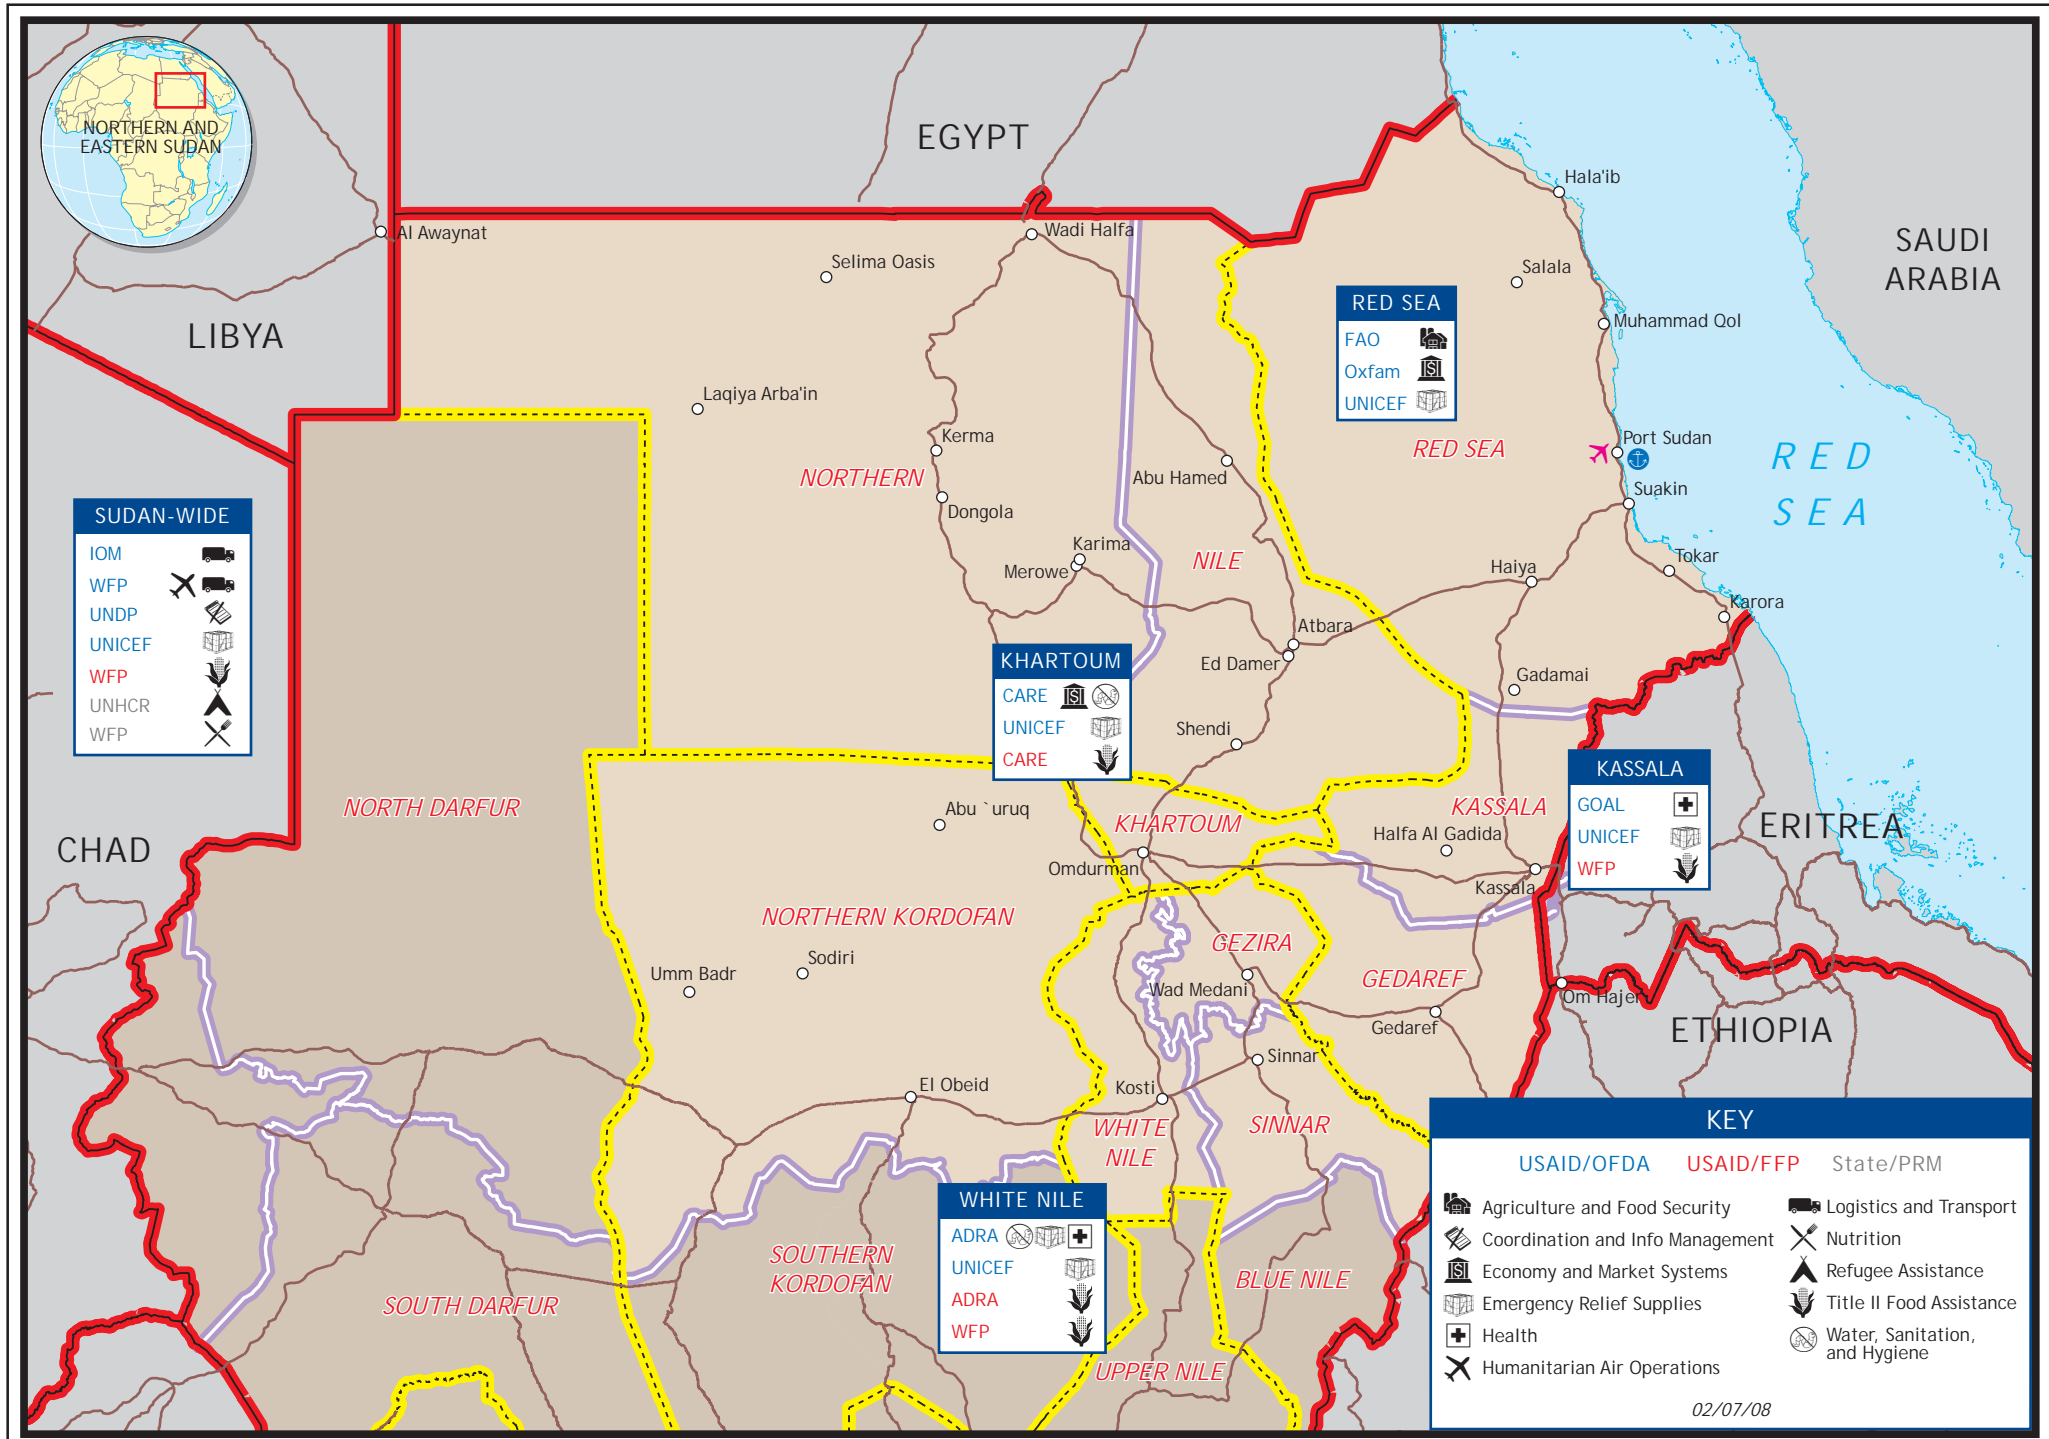 NORTHERN AND
EASTERN SUDAN
EGYPT
SAUDI
ARABIA
LIBYA
CHAD
ERITREA
ETHIOPIA
RED
SEA
Al Awaynat
Wadi Halfa
Selima Oasis
Hala'ib
Salala
Muhammad Qol
Laqiya Arba'in
Kerma
Dongola
Abu Hamed
Karima
Merowe
Port Sudan
Suakin
Tokar
Haiya
Karora
Atbara
Ed Damer
Gadamai
Shendi
Abu `uruq
Halfa Al Gadida
Omdurman
Kassala
Umm Badr
Sodiri
Wad Medani
Gedaref
Om Hajer
Sinnar
El Obeid
Kosti
NORTHERN
NILE
RED SEA
NORTH DARFUR
KHARTOUM
KASSALA
NORTHERN KORDOFAN
GEZIRA
GEDAREF
WHITE
NILE
SINNAR
SOUTHERN
KORDOFAN
SOUTH DARFUR
BLUE NILE
UPPER NILE
SUDAN-WIDE
IOM
WFP
UNDP
UNICEF
WFP
UNHCR
WFP
RED SEA
FAO
Oxfam
UNICEF
KHARTOUM
CARE
UNICEF
CARE
KASSALA
GOAL
UNICEF
WFP
WHITE NILE
ADRA
UNICEF
ADRA
WFP
KEY
USAID/OFDA USAID/FFP State/PRM
Agriculture and Food Security
Coordination and Info Management
Economy and Market Systems
Emergency Relief Supplies
Health
Humanitarian Air Operations
Logistics and Transport
Nutrition
Refugee Assistance
Title II Food Assistance
Water, Sanitation,
and Hygiene
02/07/08